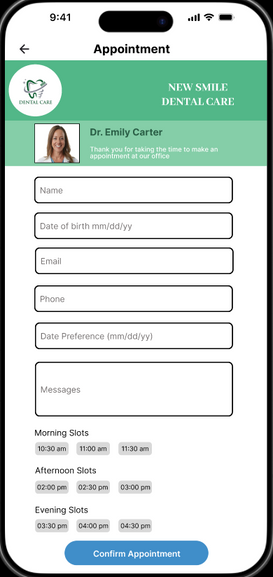 9:41
Appointment
DENTAL CARE
NEW SMILE
DENTAL CARE
Dr. Emily Carter
Thank you for taking the time to make an
appointment at our office
Name
Date of birth mm/dd/yy
Email
Phone
Date Preference (mm/dd/yy)
Messages
Morning Slots
10:30 am 11:00 am 11:30 am
Afternoon Slots
02:00 pm 02:30 pm 03:00 pm
Evening Slots
03:30 pm 04:00 pm 04:30 pm
Confirm Appointment